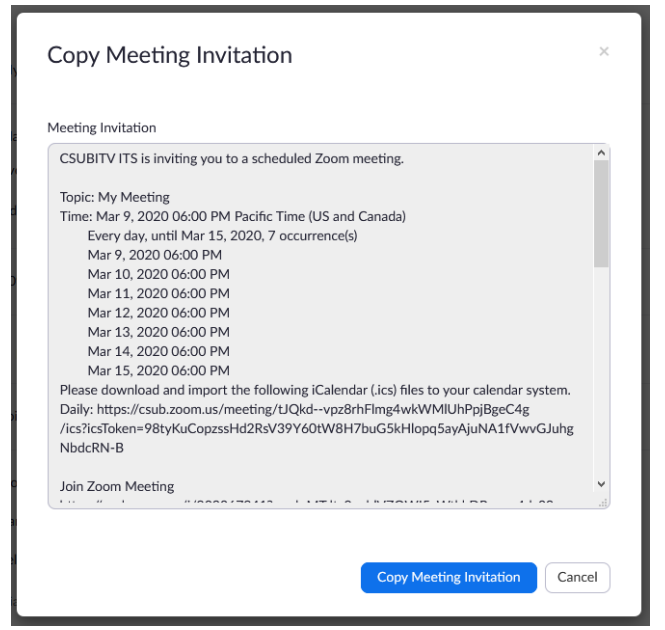 Copy Meeting Invitation
×
Meeting Invitation
CSUBITV ITS is inviting you to a scheduled Zoom meeting.
Topic: My Meeting
Time: Mar 9, 2020 06:00 PM Pacific Time (US and Canada)
Every day, until Mar 15, 2020, 7 occurrence(s)
Mar 9, 2020 06:00 PM
Mar 10, 2020 06:00 PM
Mar 11, 2020 06:00 PM
Mar 12, 2020 06:00 PM
Mar 13, 2020 06:00 PM
Mar 14, 2020 06:00 PM
Mar 15, 2020 06:00 PM
Please download and import the following iCalendar (.ics) files to your calendar system.
Daily: https://csub.zoom.us/meeting/tJQkd--vpz8rhFlmg4wkWMlUhPpjBgeC4g
/ics?icsToken=98tyKuCopzssHd2RsV39Y60tW8H7buG5kHlopq5ayAjuNA1fVwvGJuhg
NbdcRN-B
Join Zoom Meeting
Copy Meeting Invitation
Cancel